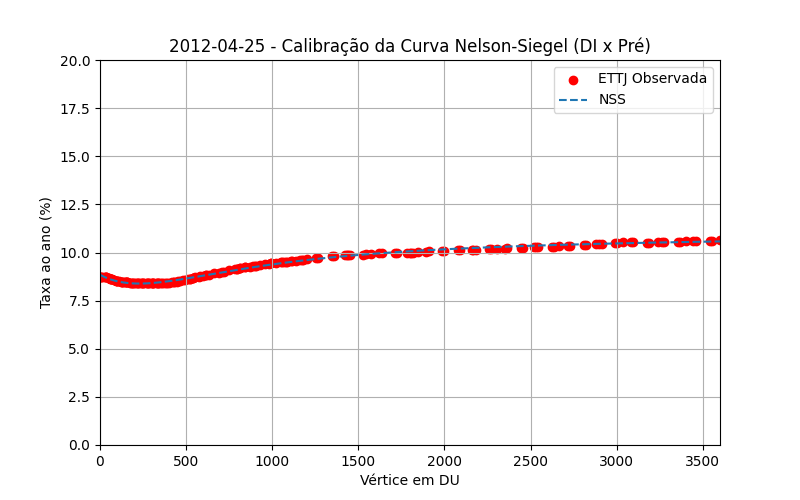 2012-04-25 - Calibração da Curva Nelson-Siegel (DI x Pré)
20.0
17.5
15.0
12.5
10.0
7.5
5.0
2.5
0.0
Taxa ao ano (%)
ETTJ Observada
NSS
0 500 1000 1500 2000 2500 3000 3500
Vértice em DU